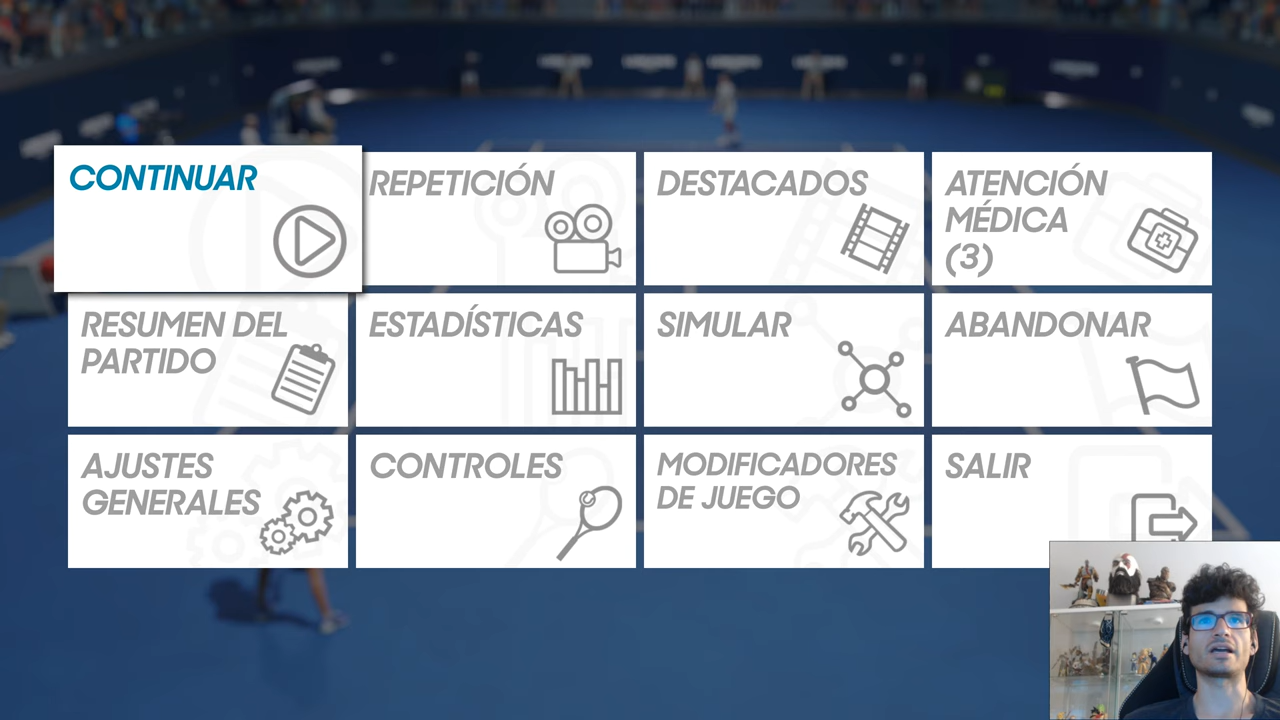 CONTINUAR
REPETICIÓN
DESTACADOS
ATENCIÓN
MÉDICA
(3)
RESUMEN DEL
PARTIDO
ESTADÍSTICAS
SIMULAR
ABANDONAR
AJUSTES
GENERALES
CONTROLES
MODIFICADORES
DE JUEGO
SALIR